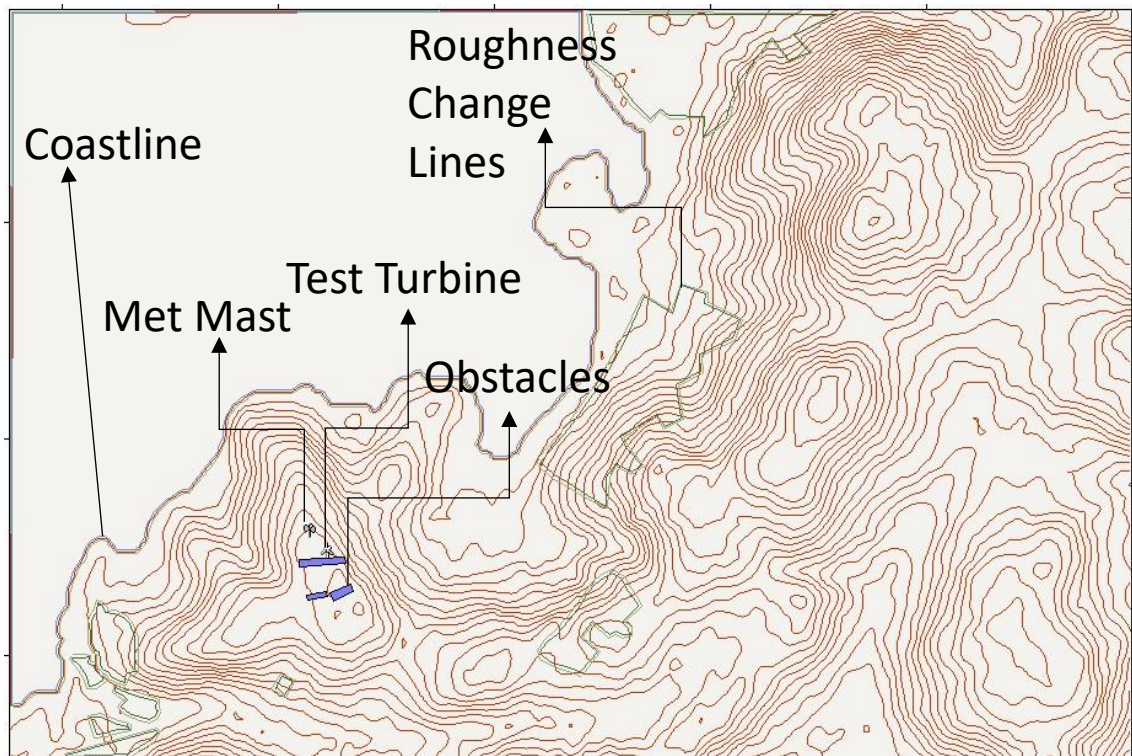 Roughness
Change
Lines
Coastline
Test Turbine
Met Mast
Obstacles